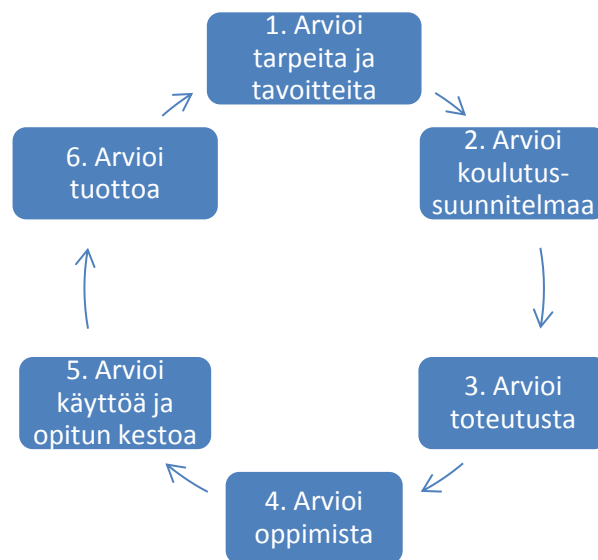 1. Arvioi
tarpeita ja
tavoitteita
2. Arvioi
koulutus-
suunnitelmaa
3. Arvioi
toteutusta
4. Arvioi
oppimista
5. Arvioi
käyttöä ja
opitun kestoa
6. Arvioi
tuottoa